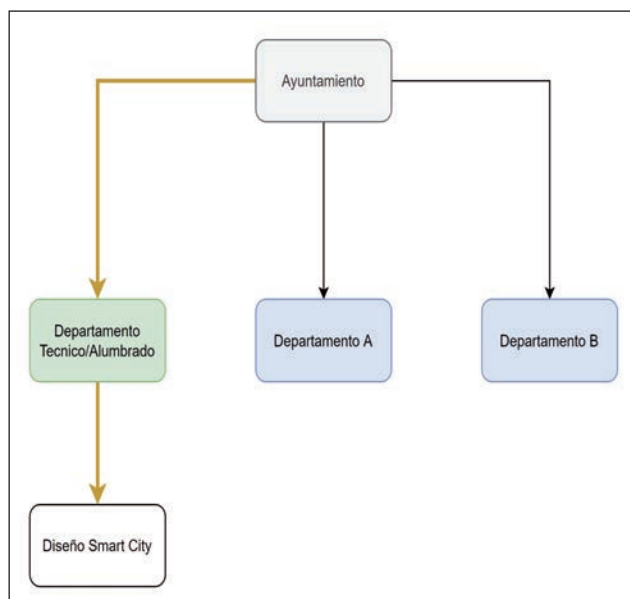 Ayuntamiento
Departamento
Tecnico/Alumbrado
Departamento A
Departamento B
Diseño Smart City